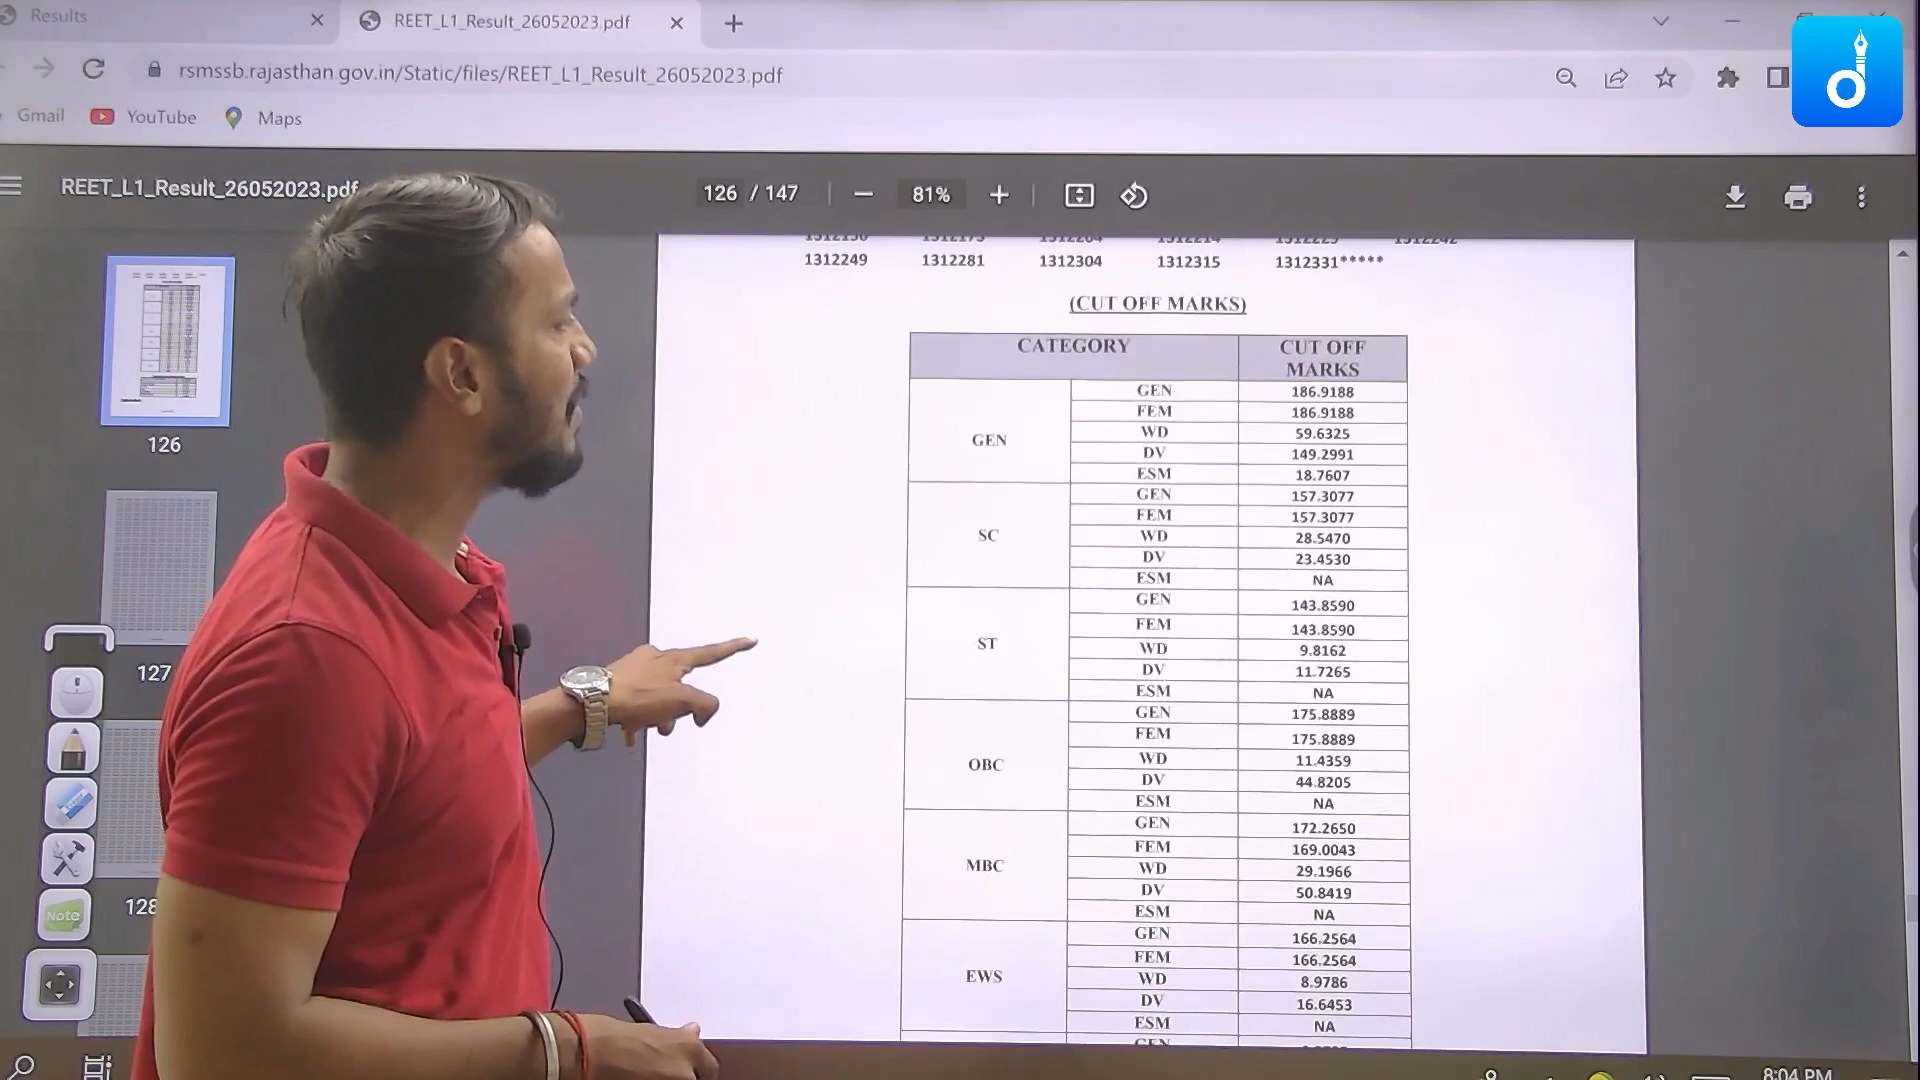 Results
REET_L1_Result_26052023.pdf
rsmssb.rajasthan.gov.in/Static/files/REET_L1_Result_26052023.pdf
Gmail YouTube Maps
REET_L1_Result_26052023.pdf 126 / 147 81%
1312249 1312281 1312304 1312315 1312331*****
(CUT OFF MARKS)
CATEGORY CUT OFF MARKS
GEN
GEN 186.9188
FEM 186.9188
WD 59.6325
DV 149.2991
ESM 18.7607
SC
GEN 157.3077
FEM 157.3077
WD 28.5470
DV 23.4530
ESM NA
ST
GEN 143.8590
FEM 143.8590
WD 9.8162
DV 11.7265
ESM NA
OBC
GEN 175.8889
FEM 175.8889
WD 11.4359
DV 44.8205
ESM NA
MBC
GEN 172.2650
FEM 169.0043
WD 29.1966
DV 50.8419
ESM NA
EWS
GEN 166.2564
FEM 166.2564
WD 8.9786
DV 16.6453
ESM NA
GEN
126
127
128
Note
8:04 PM